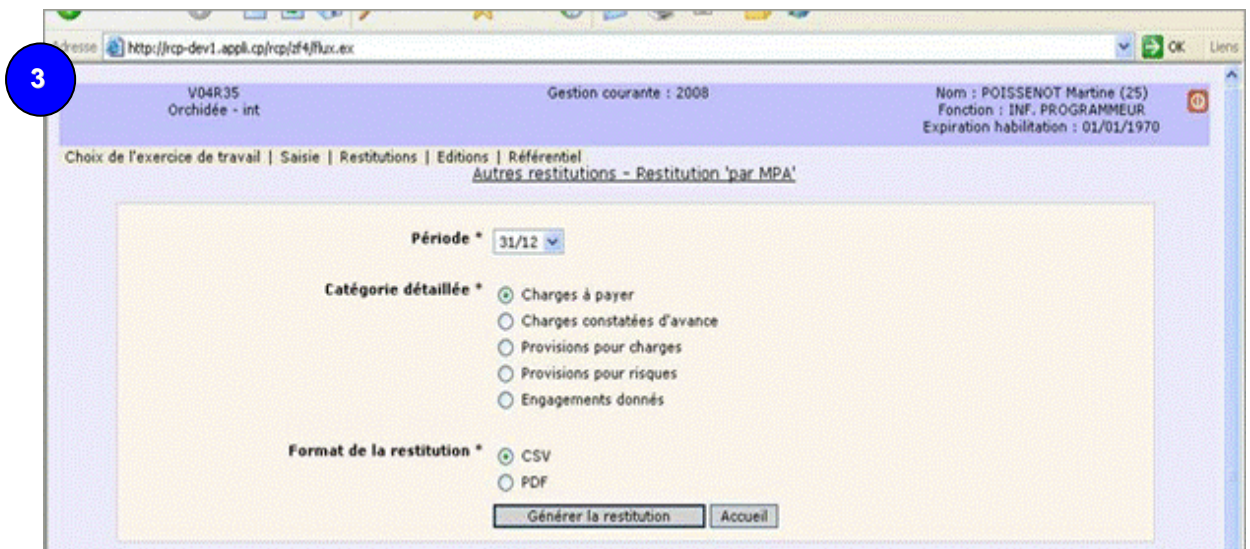 Adresse http://rcp-dev1.appli.cp/rcp/zf4/flux.ex OK Liens
3
V04R35 Gestion courante : 2008 Nom : POISSENOT Martine (25)
Orchidée - int Fonction : INF. PROGRAMMEUR
Expiration habilitation : 01/01/1970
Choix de l'exercice de travail | Saisie | Restitutions | Editions | Référentiel
Autres restitutions - Restitution 'par MPA'
Période * 31/12
Catégorie détaillée * Charges à payer
Charges constatées d'avance
Provisions pour charges
Provisions pour risques
Engagements donnés
Format de la restitution * CSV
PDF
Générer la restitution Accueil